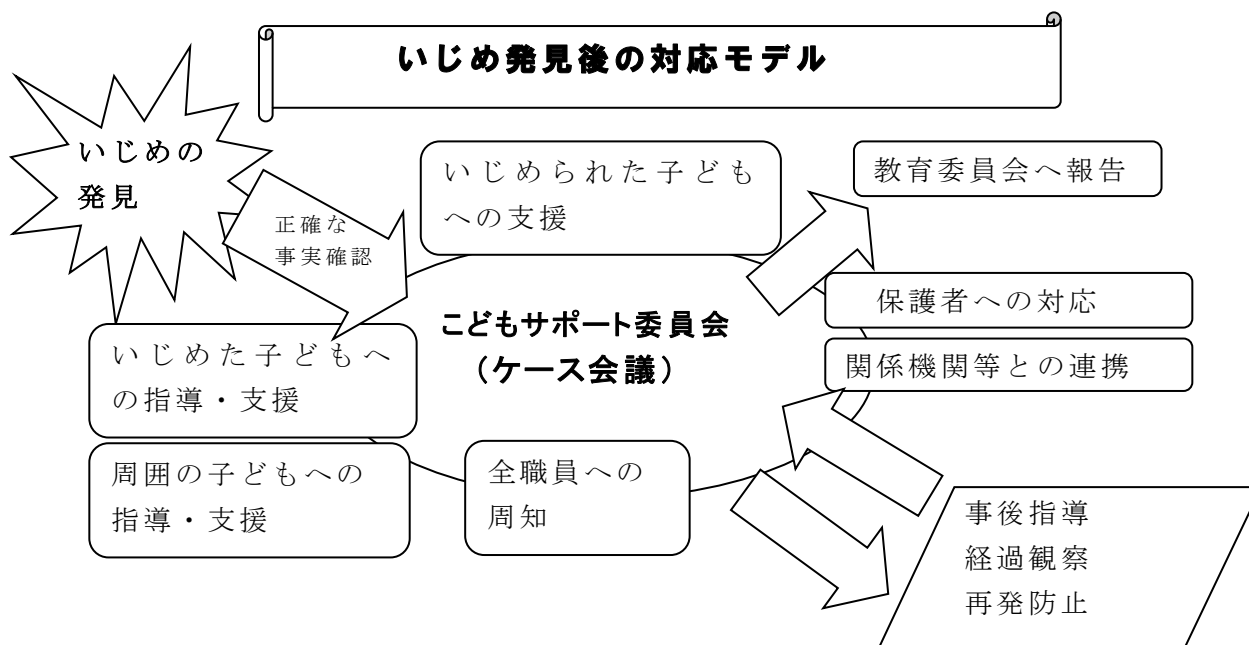 いじめ発見後の対応モデル
いじめの
発見
正確な
事実確認
いじめられた子ども
への支援
教育委員会へ報告
保護者への対応
関係機関等との連携
こどもサポート委員会
（ケース会議）
いじめた子どもへ
の指導・支援
周囲の子どもへの
指導・支援
全職員への
周知
事後指導
経過観察
再発防止